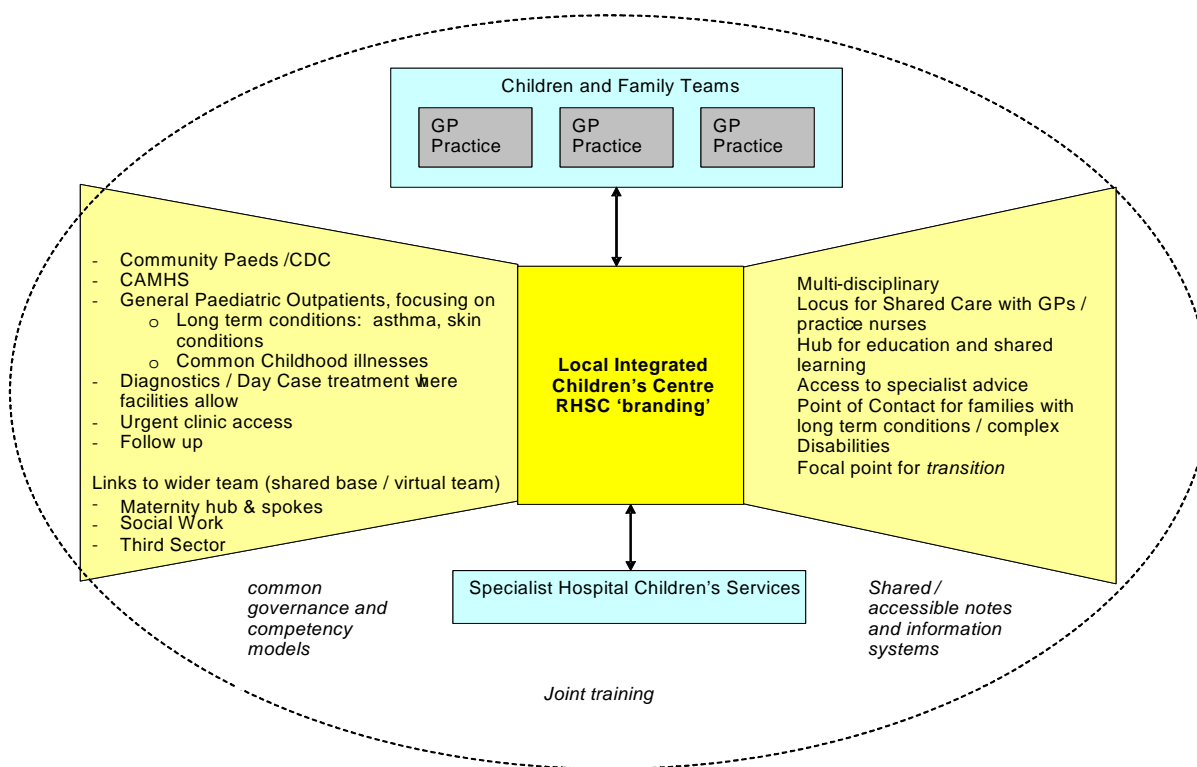 Children and Family Teams
GP
Practice
GP
Practice
GP
Practice
- Community Paeds /CDC
- CAMHS
- General Paediatric Outpatients, focusing on
o Long term conditions: asthma, skin
conditions
o Common Childhood illnesses
- Diagnostics / Day Case treatment where
facilities allow
- Urgent clinic access
- Follow up
Links to wider team (shared base / virtual team)
- Maternity hub & spokes
- Social Work
- Third Sector
Local Integrated
Children’s Centre
RHSC ‘branding’
Multi-disciplinary
Locus for Shared Care with GPs /
practice nurses
Hub for education and shared
learning
Access to specialist advice
Point of Contact for families with
long term conditions / complex
Disabilities
Focal point for transition
Specialist Hospital Children’s Services
common
governance and
competency
models
Shared /
accessible notes
and information
systems
Joint training